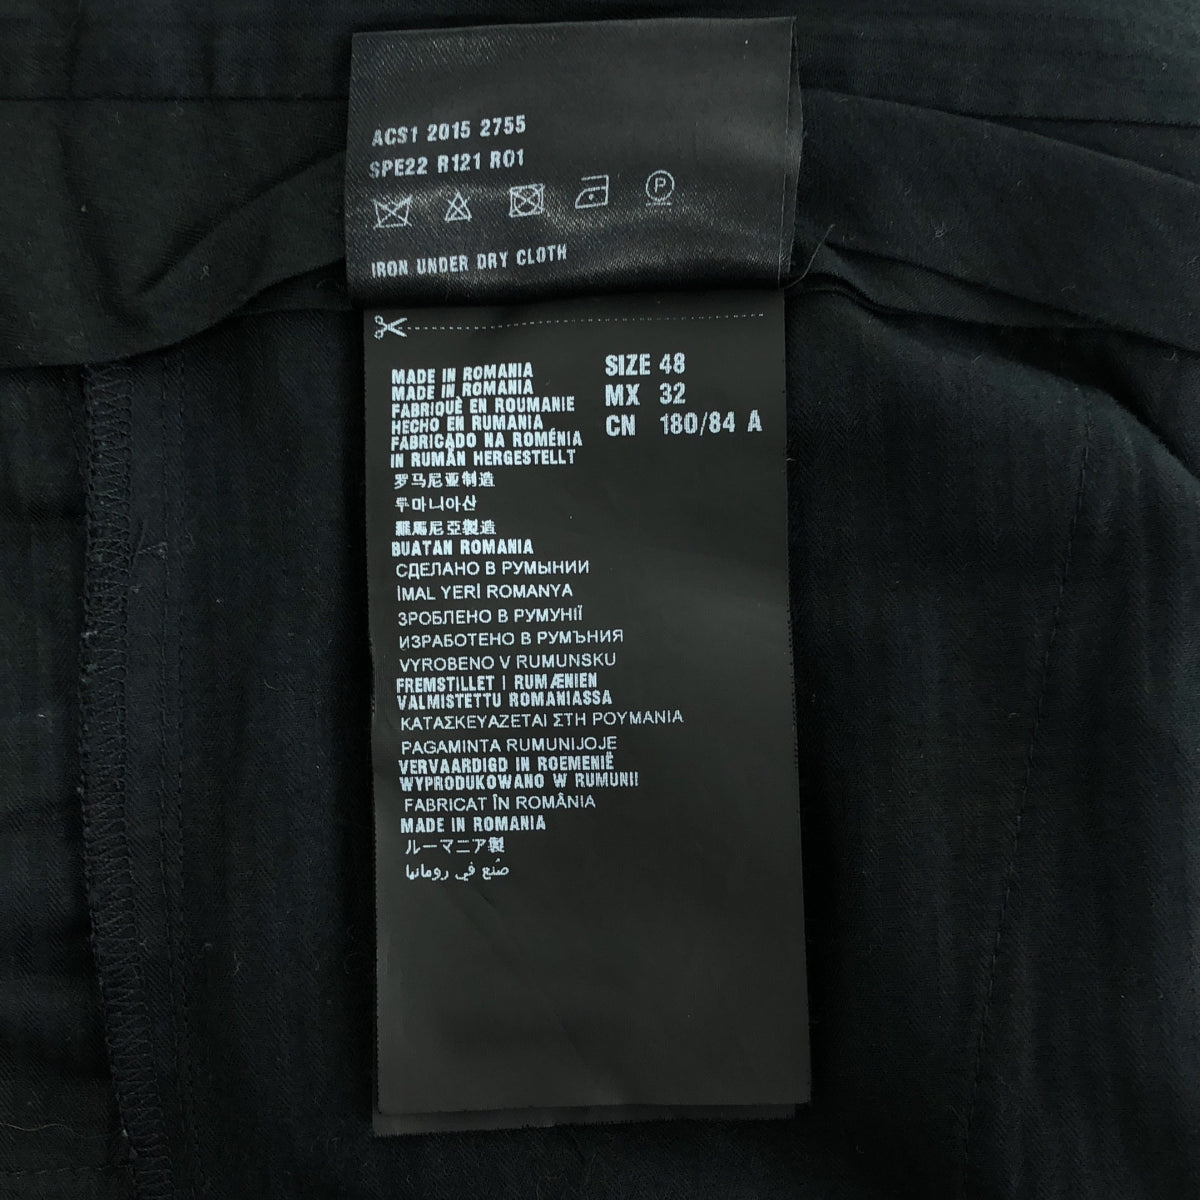 ACS1 2015 2755
SPE22 R121 R01
P
IRON UNDER DRY CLOTH
MADE IN ROMANIA
MADE IN ROMANIA
FABRIQUÈ EN ROUMANIE
HECHO EN RUMANIA
FABRICADO NA ROMÉNIA
IN RUMÄN HERGESTELLT
罗马尼亚制造
루마니아산
羅馬尼亞製造
BUATAN ROMANIA
СДЕЛАНО В РУМЫНИИ
İMAL YERİ ROMANYA
ЗРОБЛЕНО В РУМУНІЇ
ИЗРАБОТЕНО В РУМЪНИЯ
VYROBENO V RUMUNSKU
FREMSTILLET I RUMÆNIEN
VALMISTETTU ROMANIASSA
ΚΑΤΑΣΚΕΥΑΖΕΤΑΙ ΣΤΗ ΡΟΥΜΑΝΙΑ
PAGAMINTA RUMUNIJOJE
VERVAARDIGD IN ROEMENIË
WYPRODUKOWANO W RUMUNII
FABRICAT ÎN ROMÂNIA
MADE IN ROMANIA
ルーマニア製
صُنع في رومانيا
SIZE 48
MX 32
CN 180/84 A